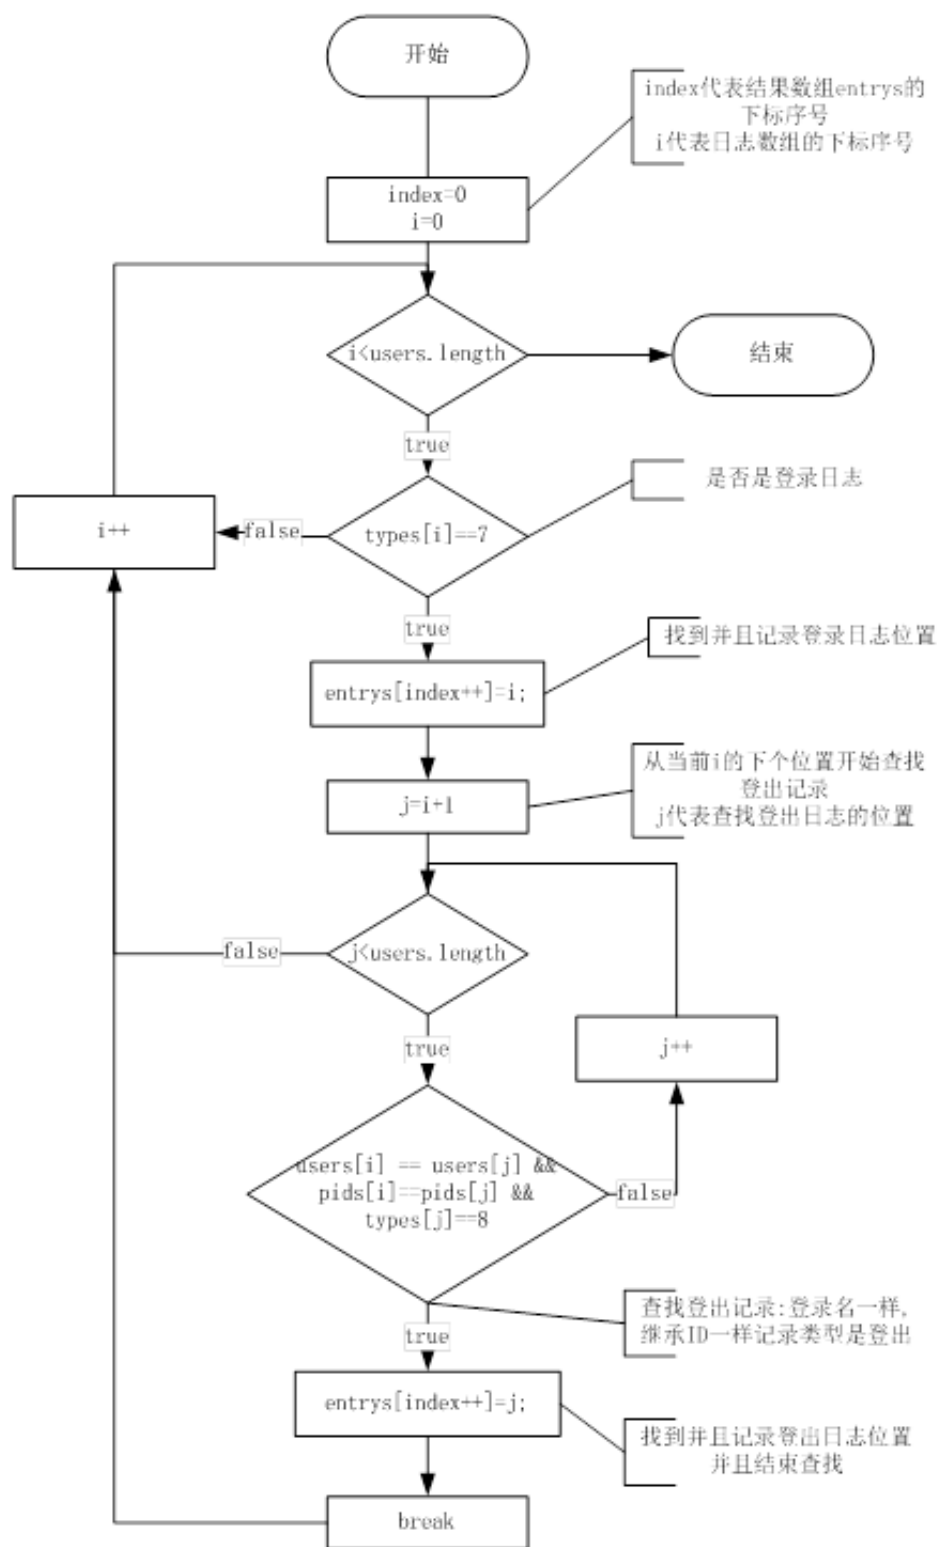 开始
index代表结果数组entrys的
下标序号
i代表日志数组的下标序号
index=0
i=0
i<users.length
结束
true
是否是登录日志
i++
false
types[i]==7
true
找到并且记录登录日志位置
entrys[index++]=i;
从当前i的下个位置开始查找
登出记录
j代表查找登出日志的位置
j=i+1
false
j<users.length
true
j++
users[i] == users[j] &&
pids[i]==pids[j] &&
types[j]==8
false
查找登出记录:登录名一样,
继承ID一样记录类型是登出
true
entrys[index++]=j;
找到并且记录登出日志位置
并且结束查找
break